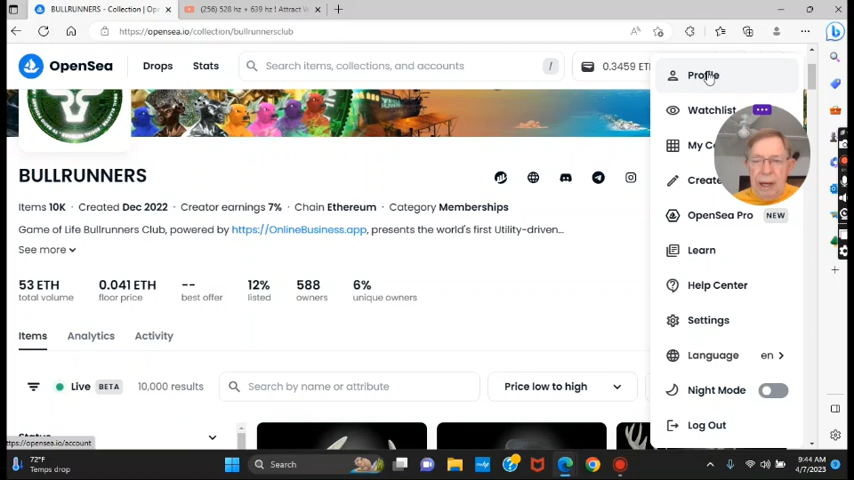 BULLRUNNERS - Collection | Op
(256) 528 hz + 639 hz ! Attract V
https://opensea.io/collection/bullrunnersclub
OpenSea
Drops
Stats
Search items, collections, and accounts
/
0.3459 ET
Profile
Watchlist
My Co
Create
OpenSea Pro
NEW
Learn
Help Center
Settings
Language
en
Night Mode
Log Out
BULLRUNNERS
Items 10K · Created Dec 2022 · Creator earnings 7% · Chain Ethereum · Category Memberships
Game of Life Bullrunners Club, powered by https://OnlineBusiness.app, presents the world's first Utility-driven...
See more
53 ETH
total volume
0.041 ETH
floor price
--
best offer
12%
listed
588
owners
6%
unique owners
Items
Analytics
Activity
Live
BETA
10,000 results
Search by name or attribute
Price low to high
Status
https://opensea.io/account
72°F
Temps drop
Search
9:44 AM
4/7/2023